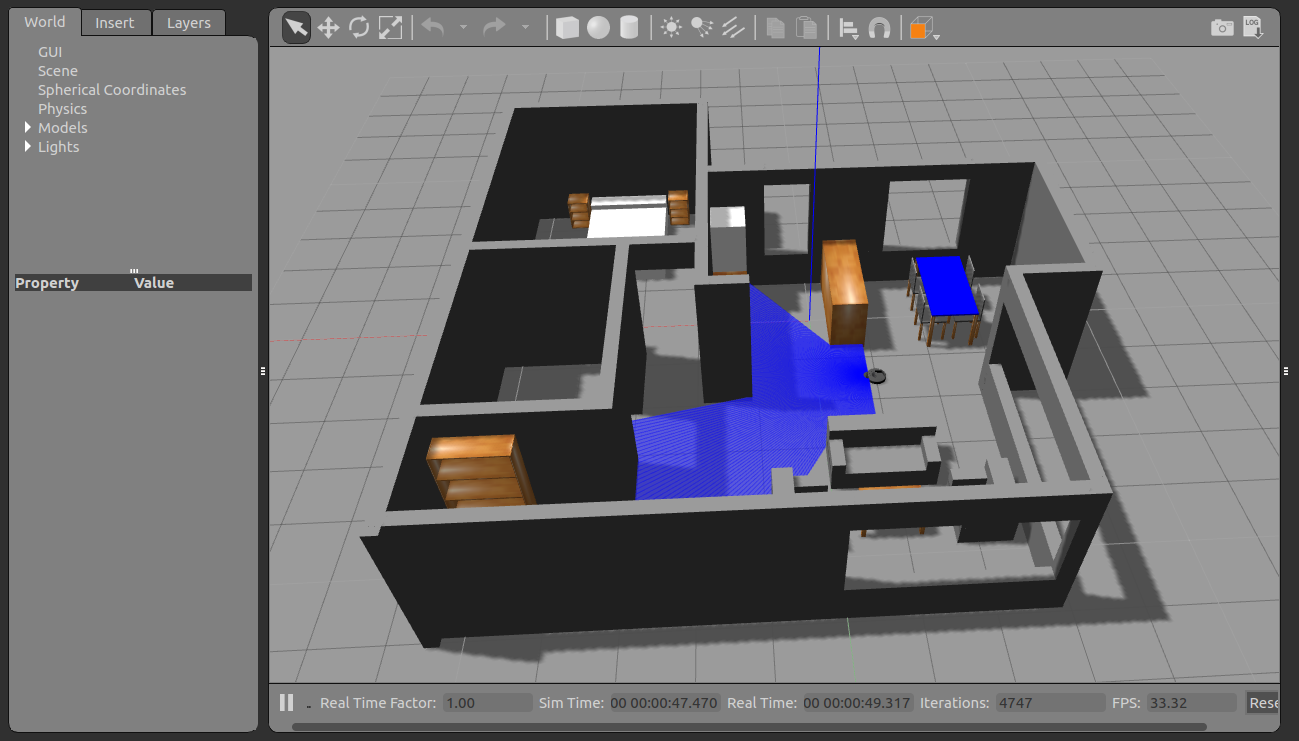 World Insert Layers
GUI
Scene
Spherical Coordinates
Physics
Models
Lights
Property Value
LOG
Real Time Factor: 1.00 Sim Time: 00 00:00:47.470 Real Time: 00 00:00:49.317 Iterations: 4747 FPS: 33.32 Rese